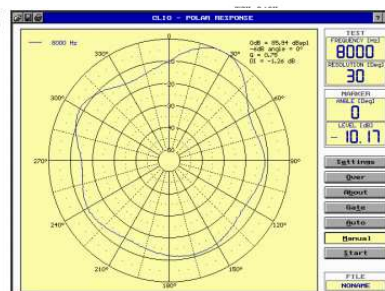 CLIO - POLAR RESPONSE
8000 Hz
0dB = 85.84 dBspl
-6dB angle = 0°
Q = 0.75
DI = -1.26 dB
330°
30°
300°
60°
270°
90°
240°
120°
210°
150°
180°
TEST
FREQUENCY [Hz]
8000
RESOLUTION [Deg]
30
MARKER
ANGLE [Deg]
0
LEVEL [dB]
-10.17
Settings
Over
About
Gate
Auto
Manual
Start
FILE
NONAME